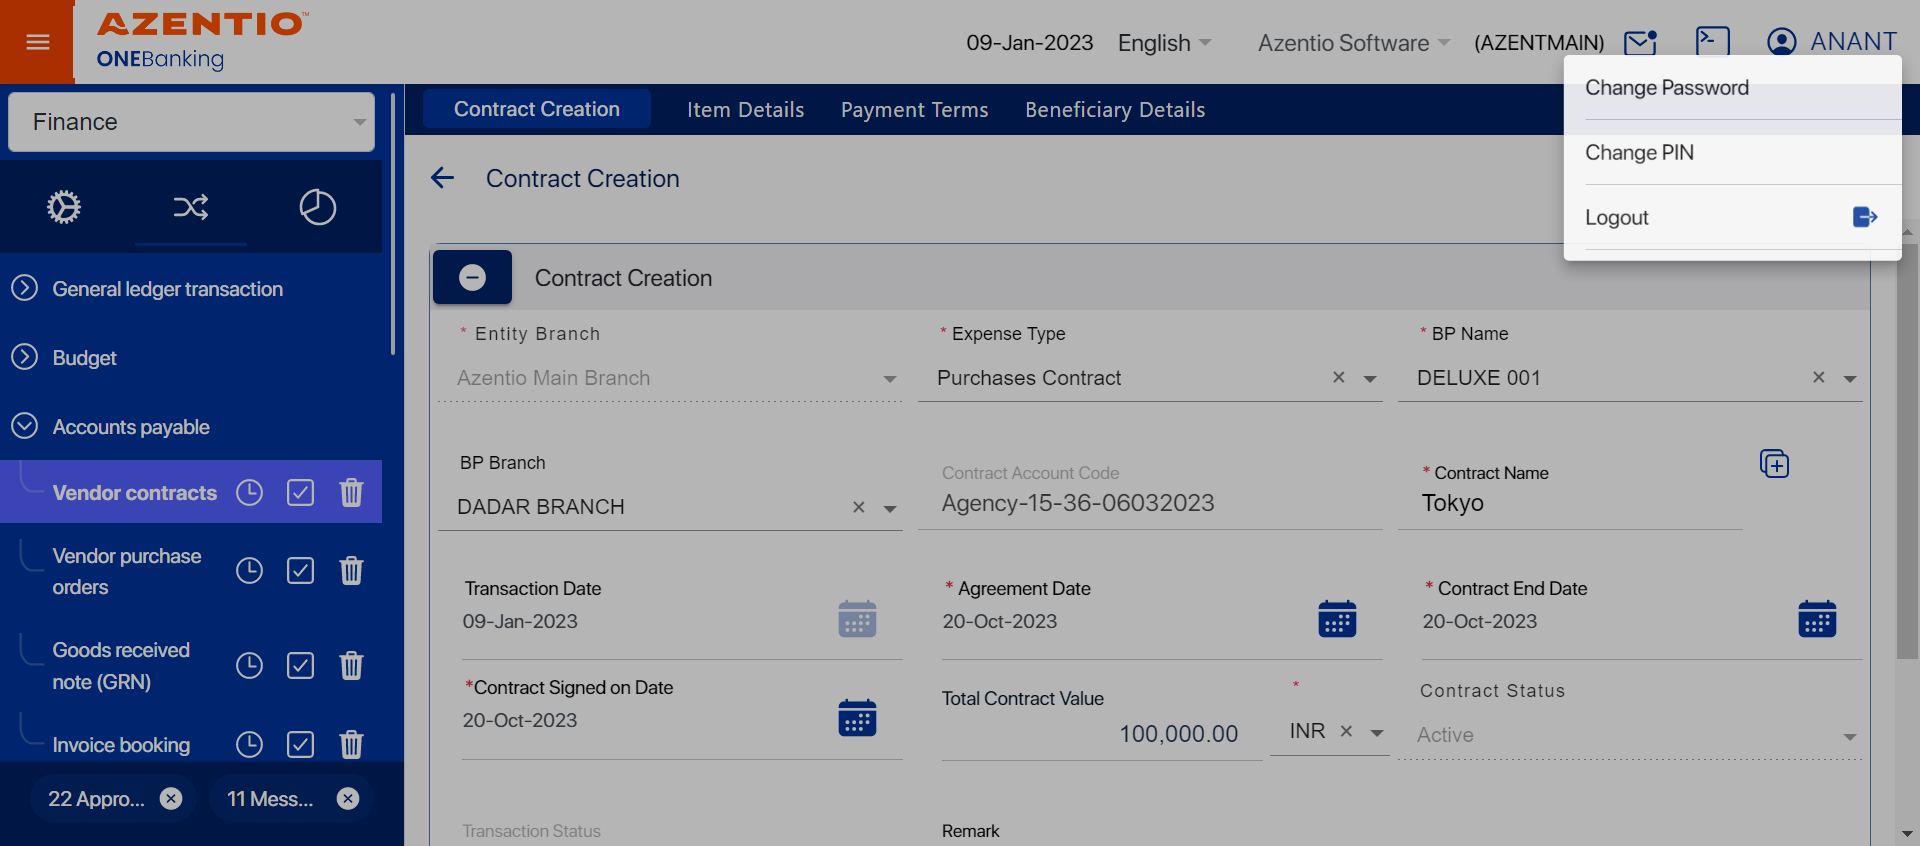 AZENTIO™
ONEBanking
09-Jan-2023
English
Azentio Software
(AZENTMAIN)
ANANT
Change Password
Change PIN
Logout
Finance
General ledger transaction
Budget
Accounts payable
Vendor contracts
Vendor purchase
orders
Goods received
note (GRN)
Invoice booking
22 Appro...
11 Mess...
Contract Creation
Item Details
Payment Terms
Beneficiary Details
Contract Creation
Contract Creation
* Entity Branch
Azentio Main Branch
* Expense Type
Purchases Contract
* BP Name
DELUXE 001
BP Branch
DADAR BRANCH
Contract Account Code
Agency-15-36-06032023
* Contract Name
Tokyo
Transaction Date
09-Jan-2023
* Agreement Date
20-Oct-2023
* Contract End Date
20-Oct-2023
*Contract Signed on Date
20-Oct-2023
Total Contract Value
100,000.00
*
INR
Contract Status
Active
Transaction Status
Remark